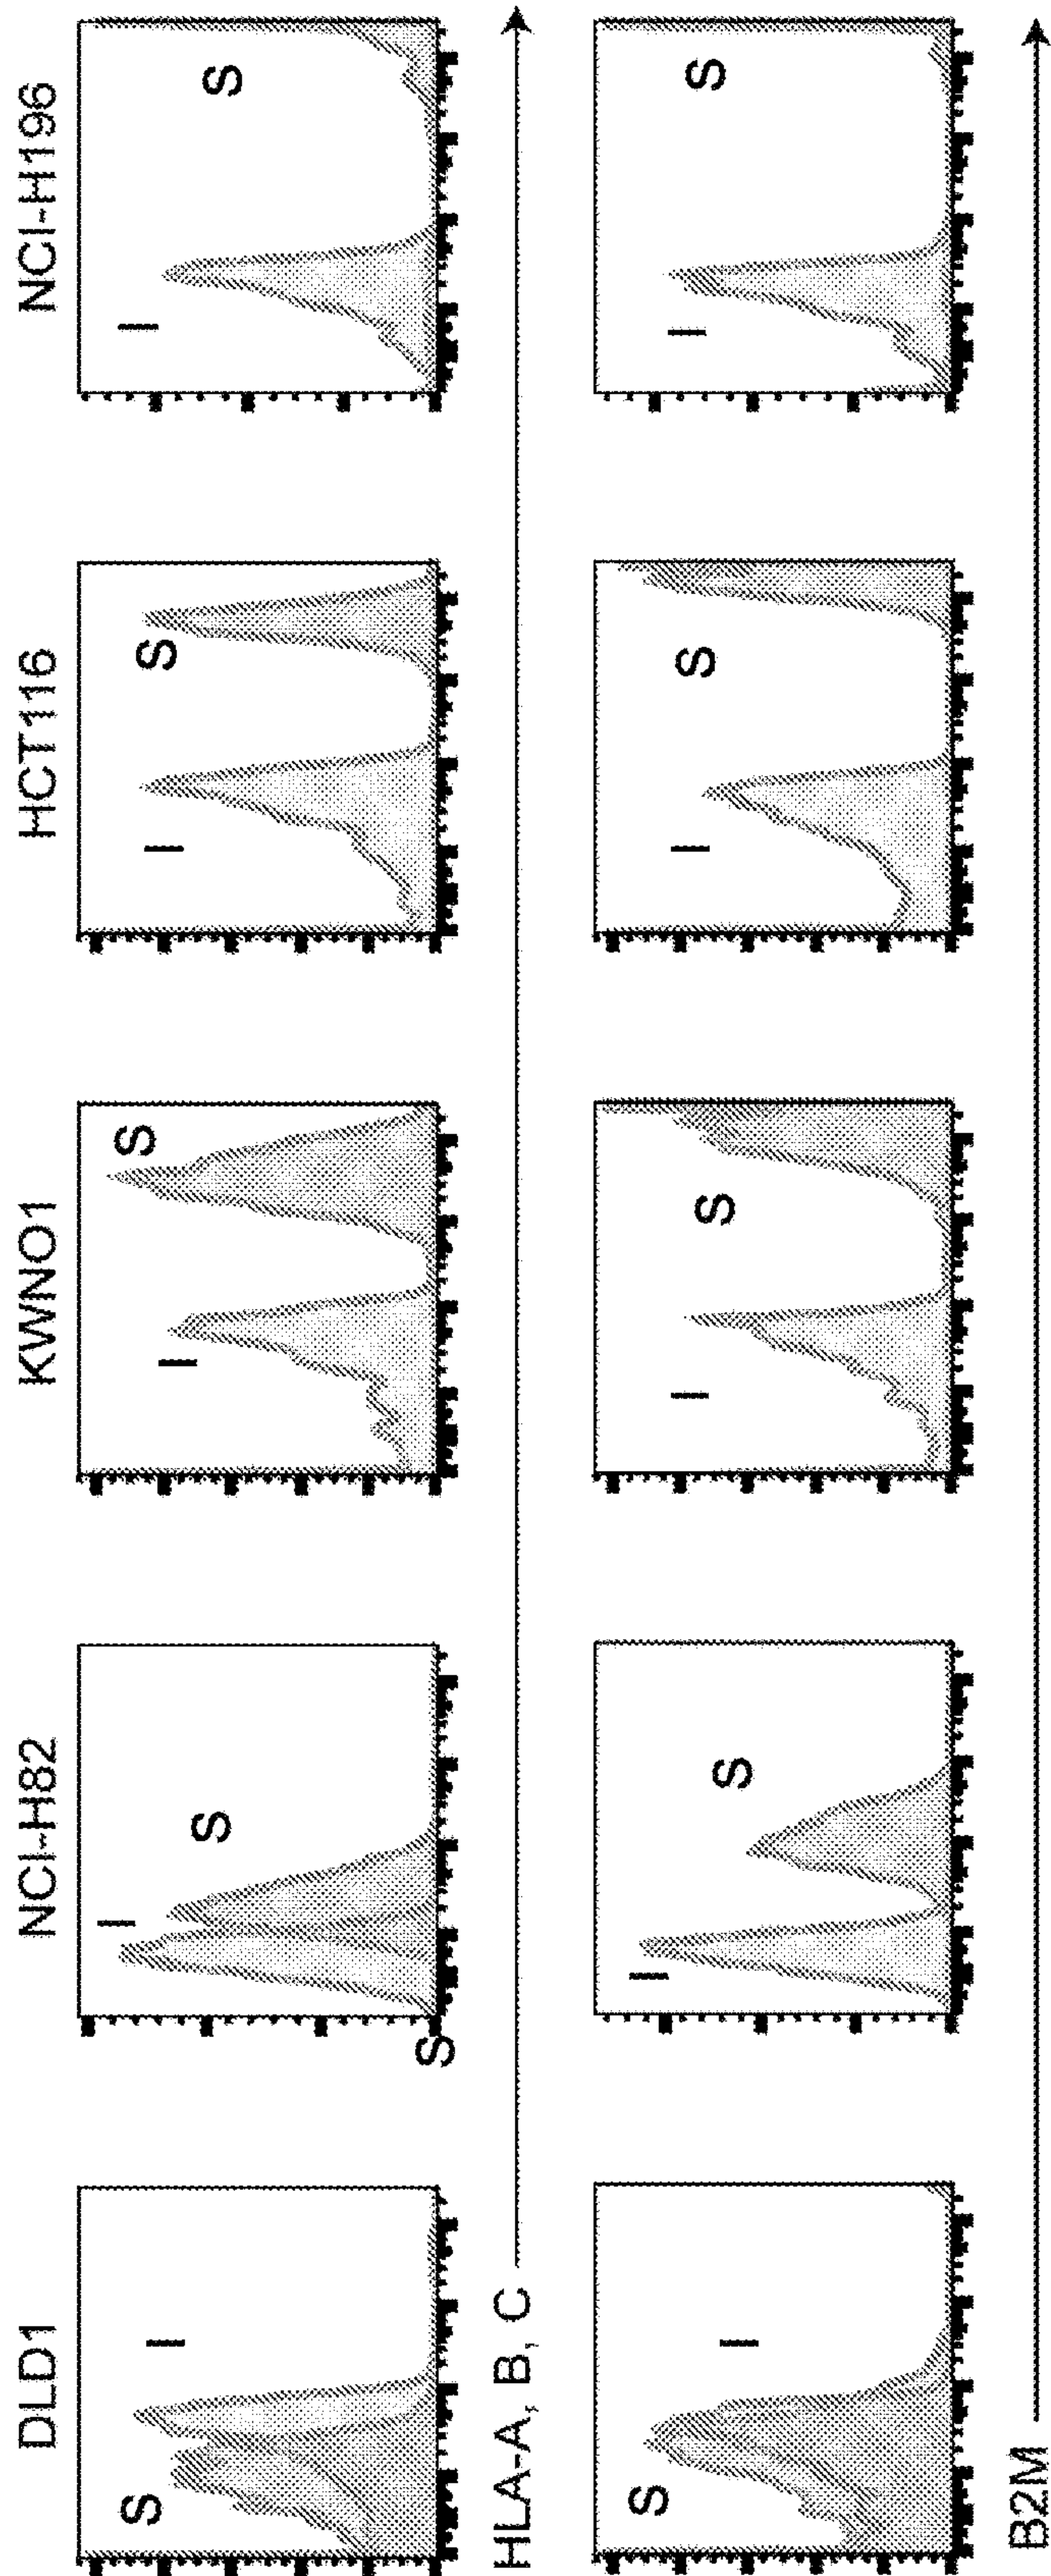 DLD1 NCI-H82 KWNO1 HCT116 NCI-H196
S I I S I S I S I S
S
HLA-A, B, C
S I I S I S I S I S
B2M